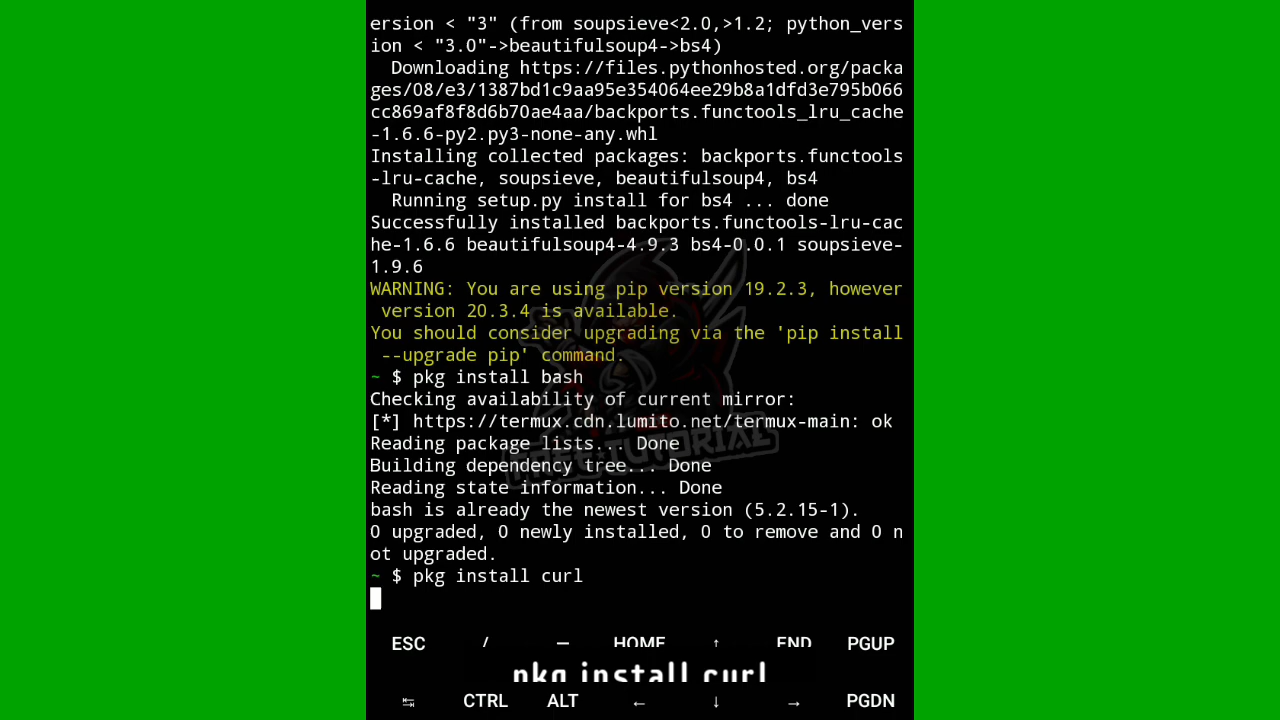 ersion < "3" (from soupsieve<2.0,>1.2; python_vers
ion < "3.0"->beautifulsoup4->bs4)
  Downloading https://files.pythonhosted.org/packa
ges/08/e3/1387bd1c9aa95e354064ee29b8a1dfd3e795b066
cc869af8f8d6b70ae4aa/backports.functools_lru_cache
-1.6.6-py2.py3-none-any.whl
Installing collected packages: backports.functools
-lru-cache, soupsieve, beautifulsoup4, bs4
  Running setup.py install for bs4 ... done
Successfully installed backports.functools-lru-cac
he-1.6.6 beautifulsoup4-4.9.3 bs4-0.0.1 soupsieve-
1.9.6
WARNING: You are using pip version 19.2.3, however
 version 20.3.4 is available.
You should consider upgrading via the 'pip install
 --upgrade pip' command.
~ $ pkg install bash
Checking availability of current mirror:
[*] https://termux.cdn.lumito.net/termux-main: ok
Reading package lists... Done
Building dependency tree... Done
Reading state information... Done
bash is already the newest version (5.2.15-1).
0 upgraded, 0 newly installed, 0 to remove and 0 n
ot upgraded.
~ $ pkg install curl
FREE TUTORIAL
ESC / — HOME ↑ END PGUP
pkg install curl
↹ CTRL ALT ← ↓ → PGDN